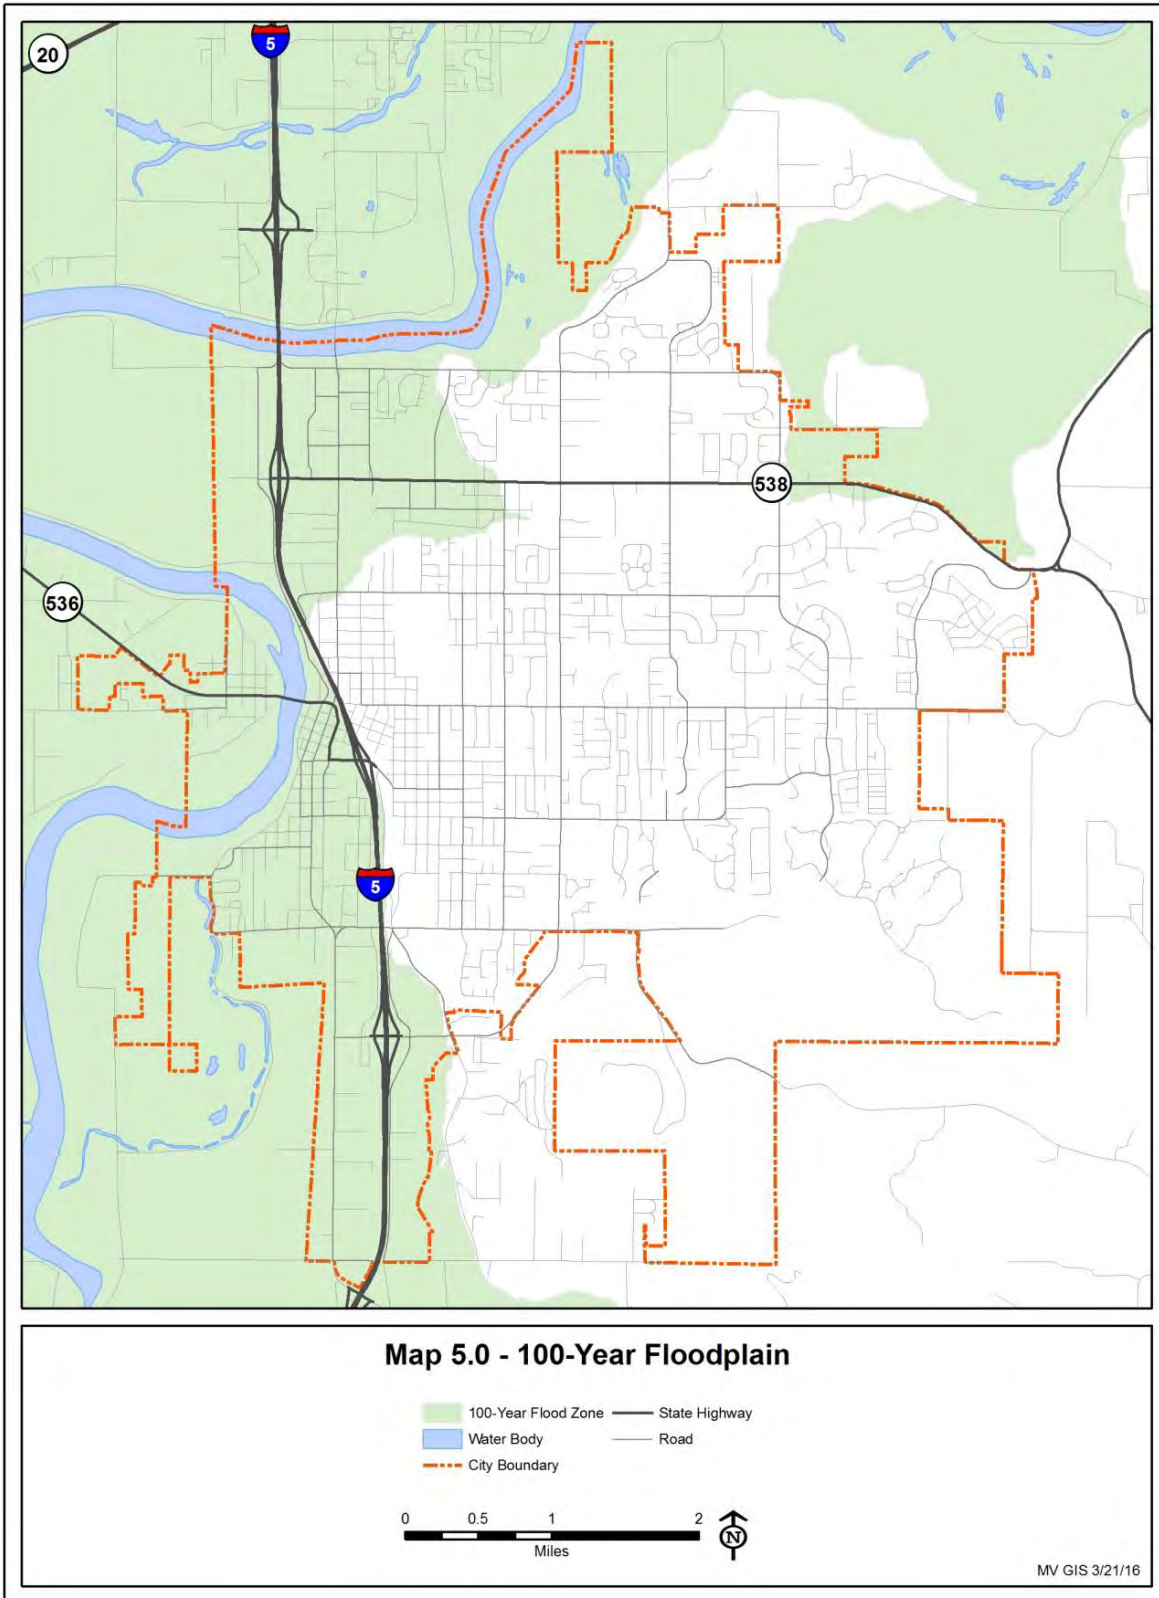 5
20
538
536
5
Map 5.0 - 100-Year Floodplain
100-Year Flood Zone
State Highway
Water Body
Road
City Boundary
0 0.5 1 2
Miles
N
MV GIS 3/21/16